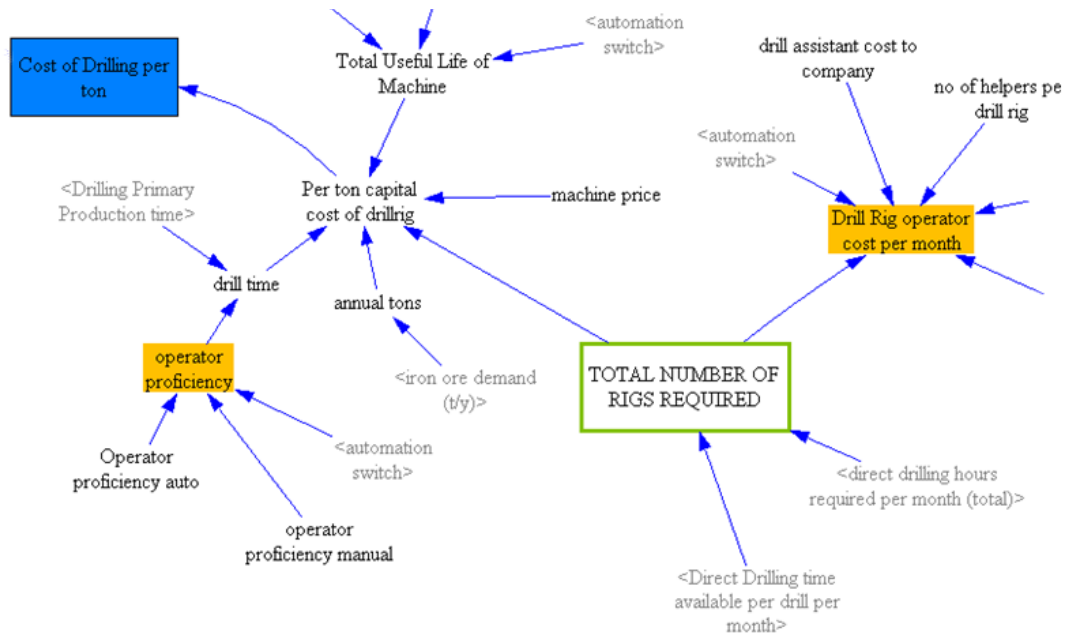 <automation
switch>
drill assistant cost to
company
Cost of Drilling per
ton
Total Useful Life of
Machine
no of helpers pe
drill rig
<automation
switch>
<Drilling Primary
Production time>
Per ton capital
cost of drillrig
machine price
Drill Rig operator
cost per month
drill time
annual tons
operator
proficiency
<iron ore demand
(t/y)>
TOTAL NUMBER OF
RIGS REQUIRED
Operator
proficiency auto
<automation
switch>
<direct drilling hours
required per month (total)>
operator
proficiency manual
<Direct Drilling time
available per drill per
month>